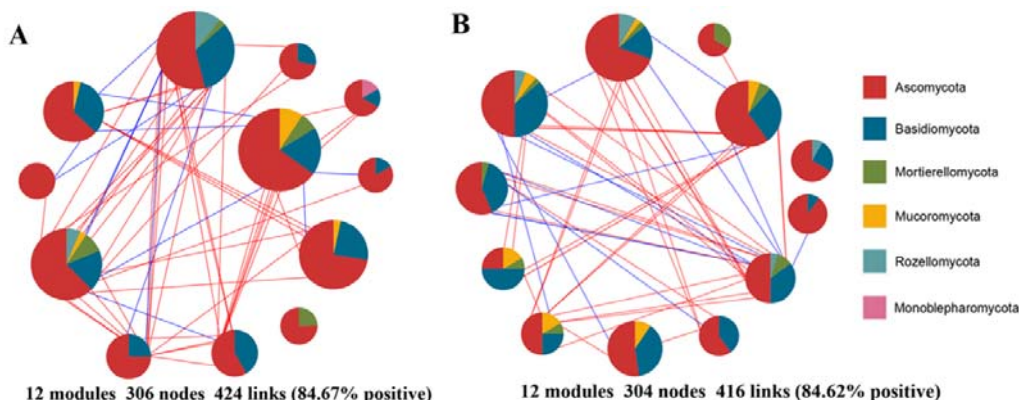 A
B
Ascomycota
Basidiomycota
Mortierellomycota
Mucoromycota
Rozellomycota
Monoblepharomycota
12 modules 306 nodes 424 links (84.67% positive)
12 modules 304 nodes 416 links (84.62% positive)